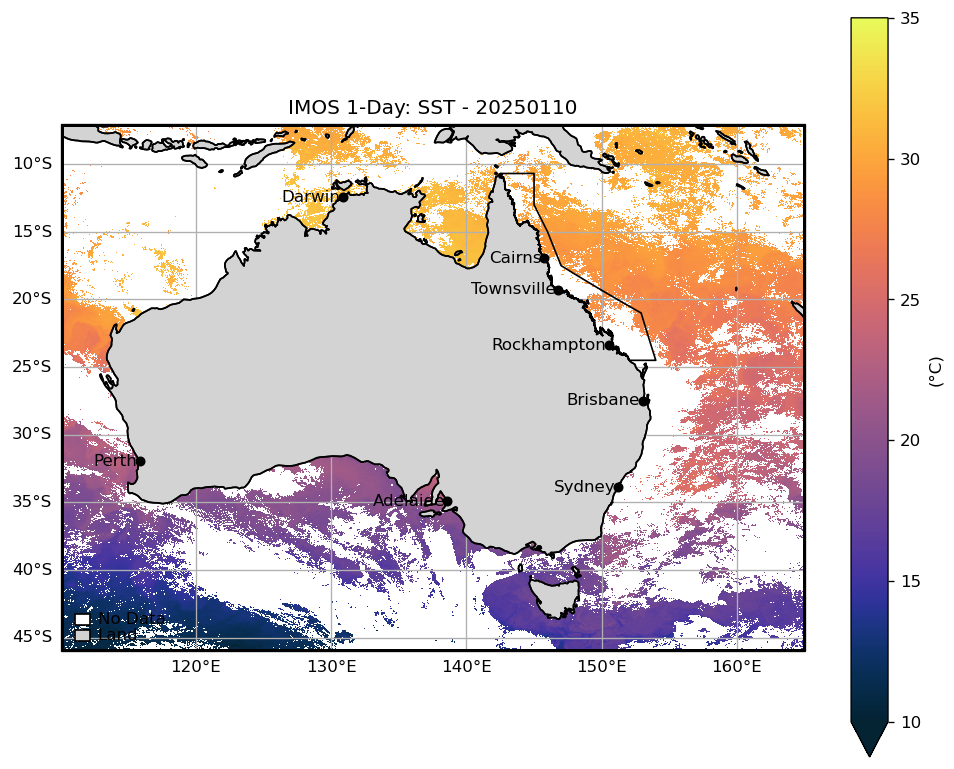 IMOS 1-Day: SST - 20250110
35
30
25
20
15
10
(°C)
10°S
15°S
20°S
25°S
30°S
35°S
40°S
45°S
Darwin
Cairns
Townsville
Rockhampton
Brisbane
Perth
Sydney
Adelaide
No Data
Land
120°E
130°E
140°E
150°E
160°E